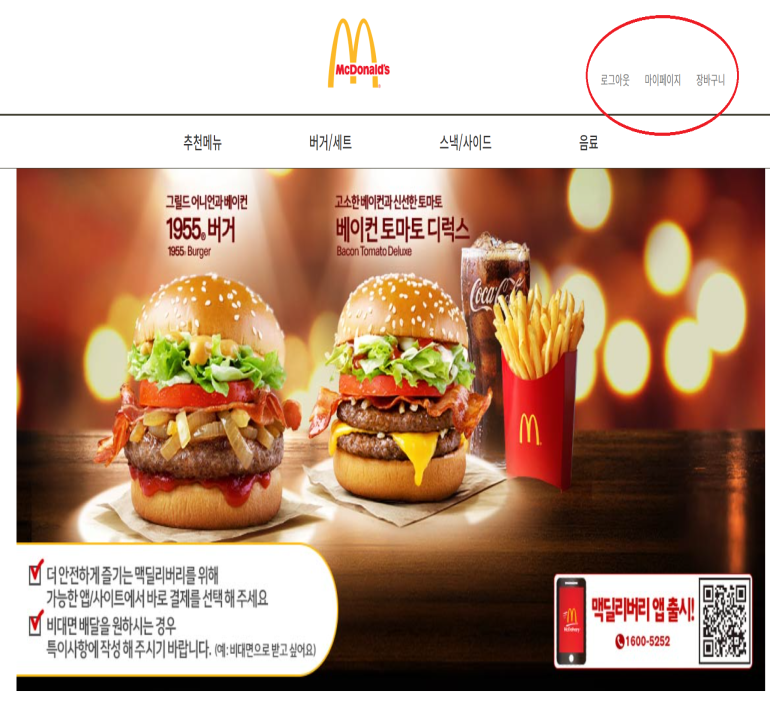 McDonald's
로그아웃 마이페이지 장바구니
추천메뉴 버거/세트 스낵/사이드 음료
그릴드 어니언과 베이컨
1955® 버거
1955® Burger
고소한 베이컨과 신선한 토마토
베이컨 토마토 디럭스
Bacon Tomato Deluxe
Coca-Cola
더 안전하게 즐기는 맥딜리버리를 위해
가능한 앱/사이트에서 바로 결제를 선택 해 주세요
비대면 배달을 원하시는 경우
특이사항에 작성 해 주시기 바랍니다. (예: 비대면으로 받고 싶어요)
맥딜리버리 앱 출시!
1600-5252